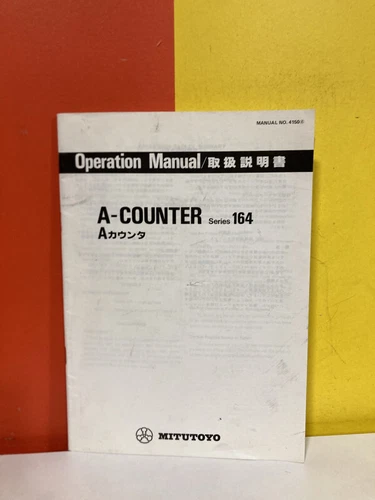 MANUAL NO. 4150
Operation Manual/取扱説明書
A-COUNTER Series 164
Aカウンタ
MITUTOYO